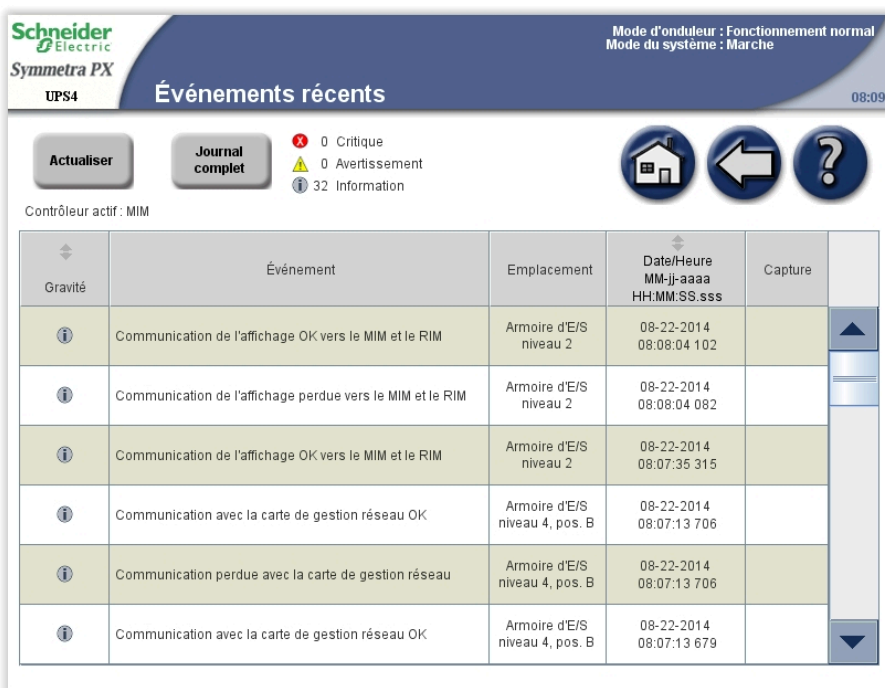 Schneider
Electric
Symmetra PX
UPS4
Événements récents
Mode d'onduleur : Fonctionnement normal
Mode du système : Marche
08:09
Actualiser
Journal
complet
0 Critique
0 Avertissement
32 Information
?
Contrôleur actif : MIM
Gravité
Événement
Emplacement
Date/Heure
MM-jj-aaaa
HH:MM:SS.sss
Capture
Communication de l'affichage OK vers le MIM et le RIM
Armoire d'E/S
niveau 2
08-22-2014
08:08:04 102
Communication de l'affichage perdue vers le MIM et le RIM
Armoire d'E/S
niveau 2
08-22-2014
08:08:04 082
Communication de l'affichage OK vers le MIM et le RIM
Armoire d'E/S
niveau 2
08-22-2014
08:07:35 315
Communication avec la carte de gestion réseau OK
Armoire d'E/S
niveau 4, pos. B
08-22-2014
08:07:13 706
Communication perdue avec la carte de gestion réseau
Armoire d'E/S
niveau 4, pos. B
08-22-2014
08:07:13 706
Communication avec la carte de gestion réseau OK
Armoire d'E/S
niveau 4, pos. B
08-22-2014
08:07:13 679